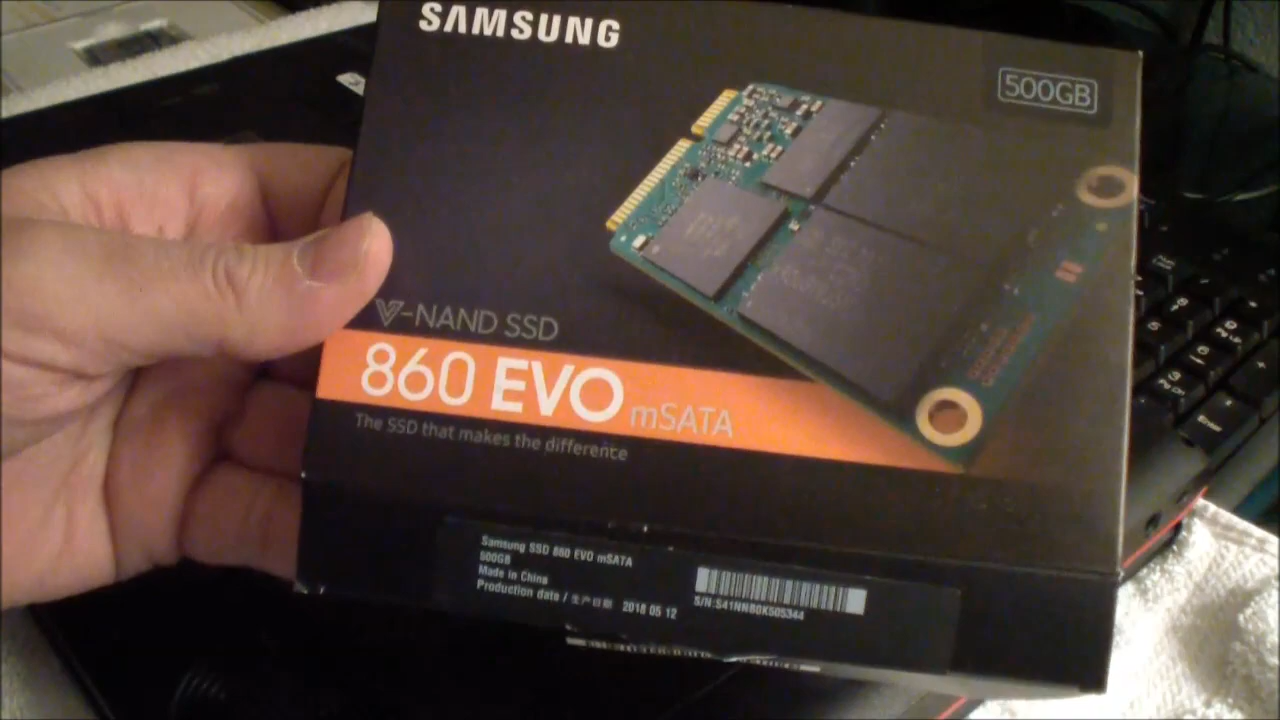 SAMSUNG
500GB
V-NAND SSD
860 EVO mSATA
The SSD that makes the difference
Samsung SSD 860 EVO mSATA
500GB
Made in China
Production date / 生产日期 2018 05 12
S/N:S41NNB0K505344